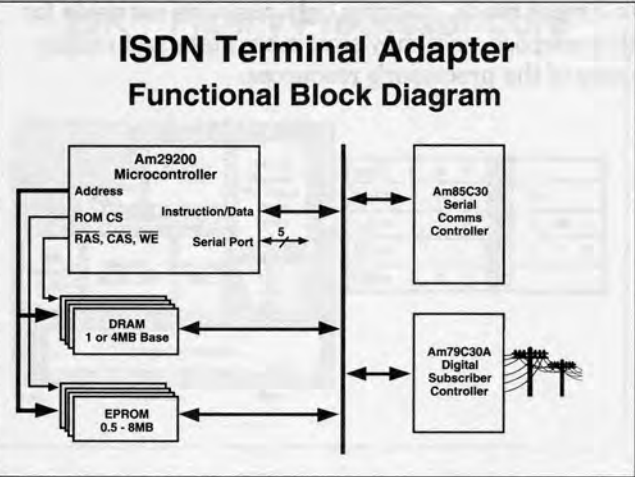 ISDN Terminal Adapter
Functional Block Diagram
Am29200
Microcontroller
Address
ROM CS
RAS, CAS, WE
Instruction/Data
Serial Port
5
DRAM
1 or 4MB Base
EPROM
0.5 - 8MB
Am85C30
Serial
Comms
Controller
Am79C30A
Digital
Subscriber
Controller